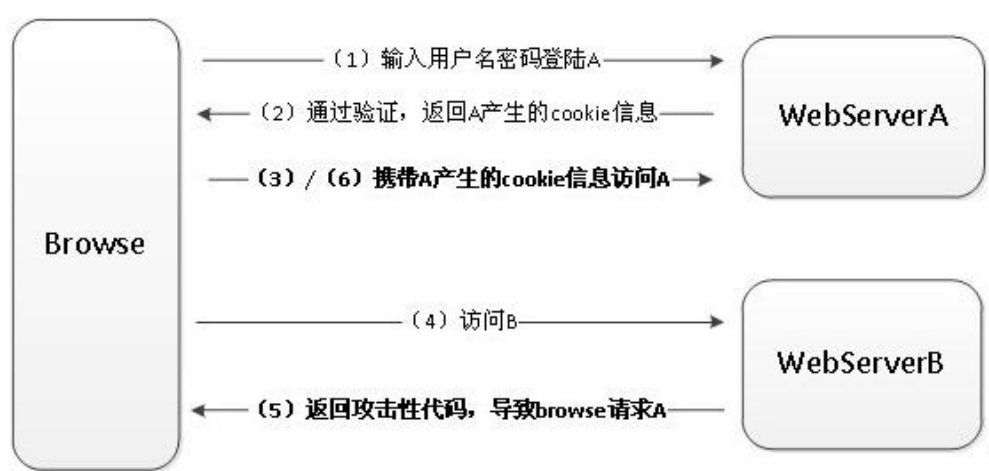 （1）输入用户名密码登陆A
（2）通过验证，返回A产生的cookie信息
（3）/（6）携带A产生的cookie信息访问A
WebServerA
Browse
（4）访问B
（5）返回攻击性代码，导致browse请求A
WebServerB